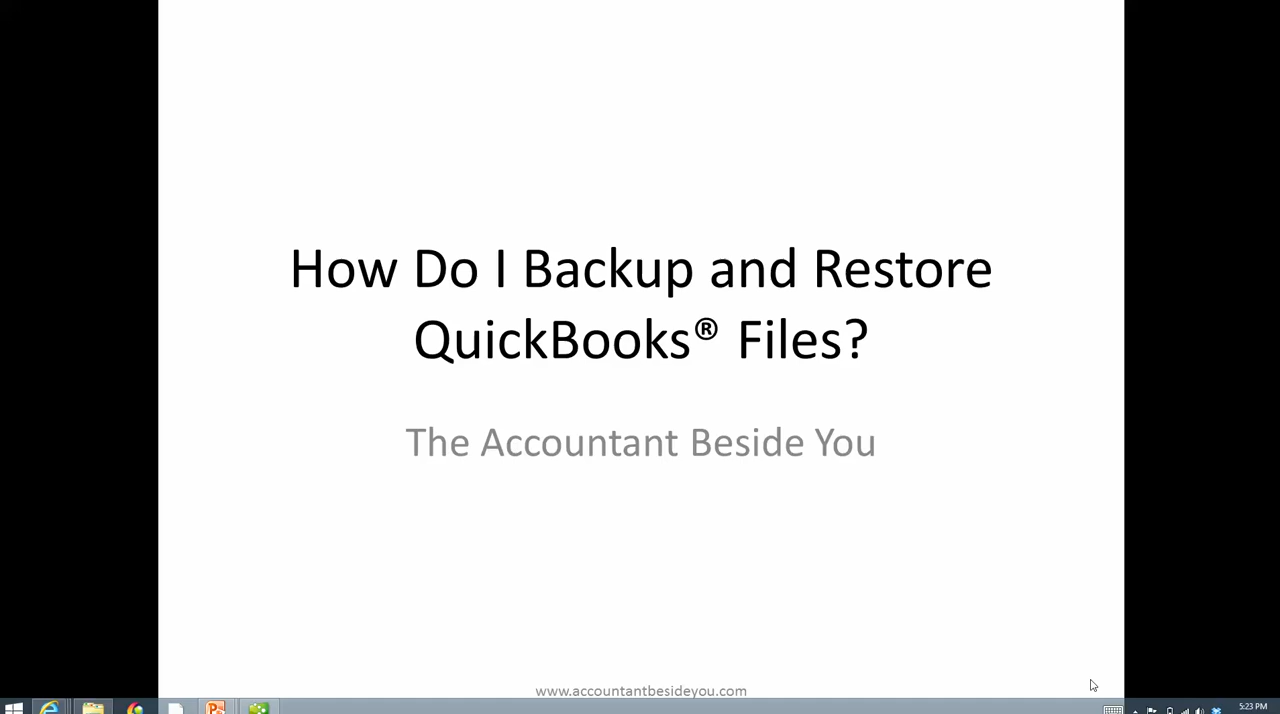 How Do I Backup and Restore
QuickBooks® Files?
The Accountant Beside You
www.accountantbesideyou.com
5:23 PM